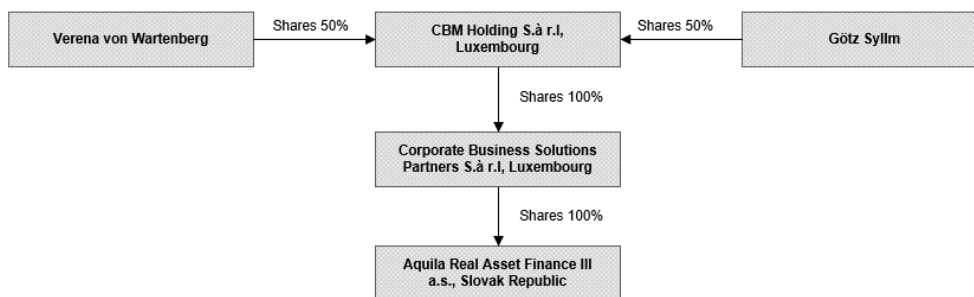 Verena von Wartenberg
Shares 50%
CBM Holding S.à r.l,
Luxembourg
Shares 50%
Götz Syllm
Shares 100%
Corporate Business Solutions
Partners S.à r.l, Luxembourg
Shares 100%
Aquila Real Asset Finance III
a.s., Slovak Republic